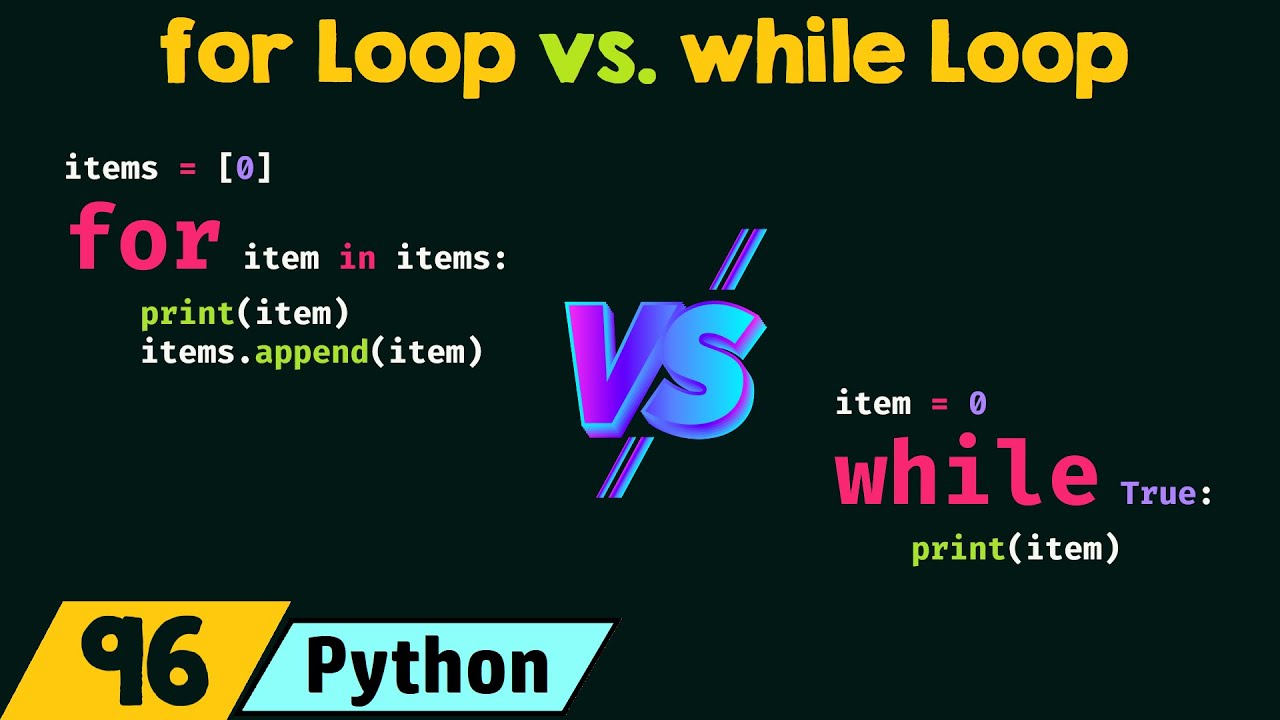 for Loop vs. while Loop
items = [0]
for item in items:
print(item)
items.append(item)
VS
item = 0
while True:
print(item)
96 Python